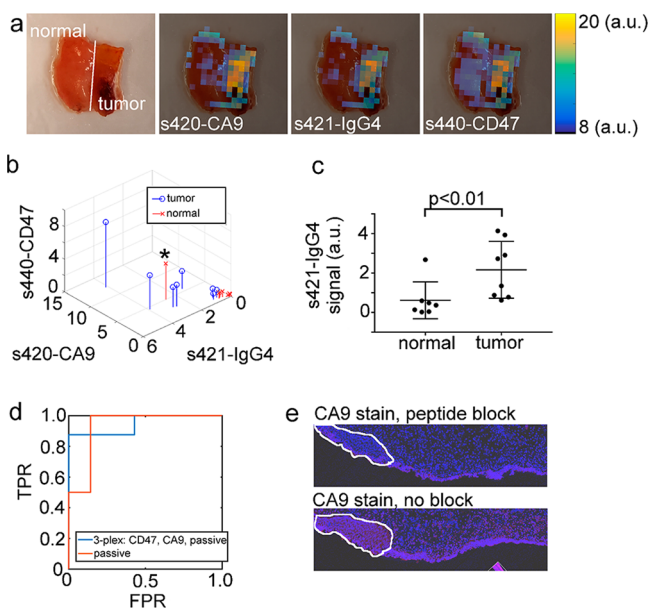 a
normal
tumor
s420-CA9
s421-IgG4
s440-CD47
20 (a.u.)
8 (a.u.)
b
s440-CD47
8
4
0
15
10
5
0
s420-CA9
6
4
2
0
s421-IgG4
tumor
normal
*
c
p<0.01
s421-IgG4
signal (a.u.)
4
2
0
normal
tumor
d
TPR
1.0
0.8
0.6
0.4
0.2
0
0
0.5
1.0
FPR
3-plex: CD47, CA9, passive
passive
e
CA9 stain, peptide block
CA9 stain, no block